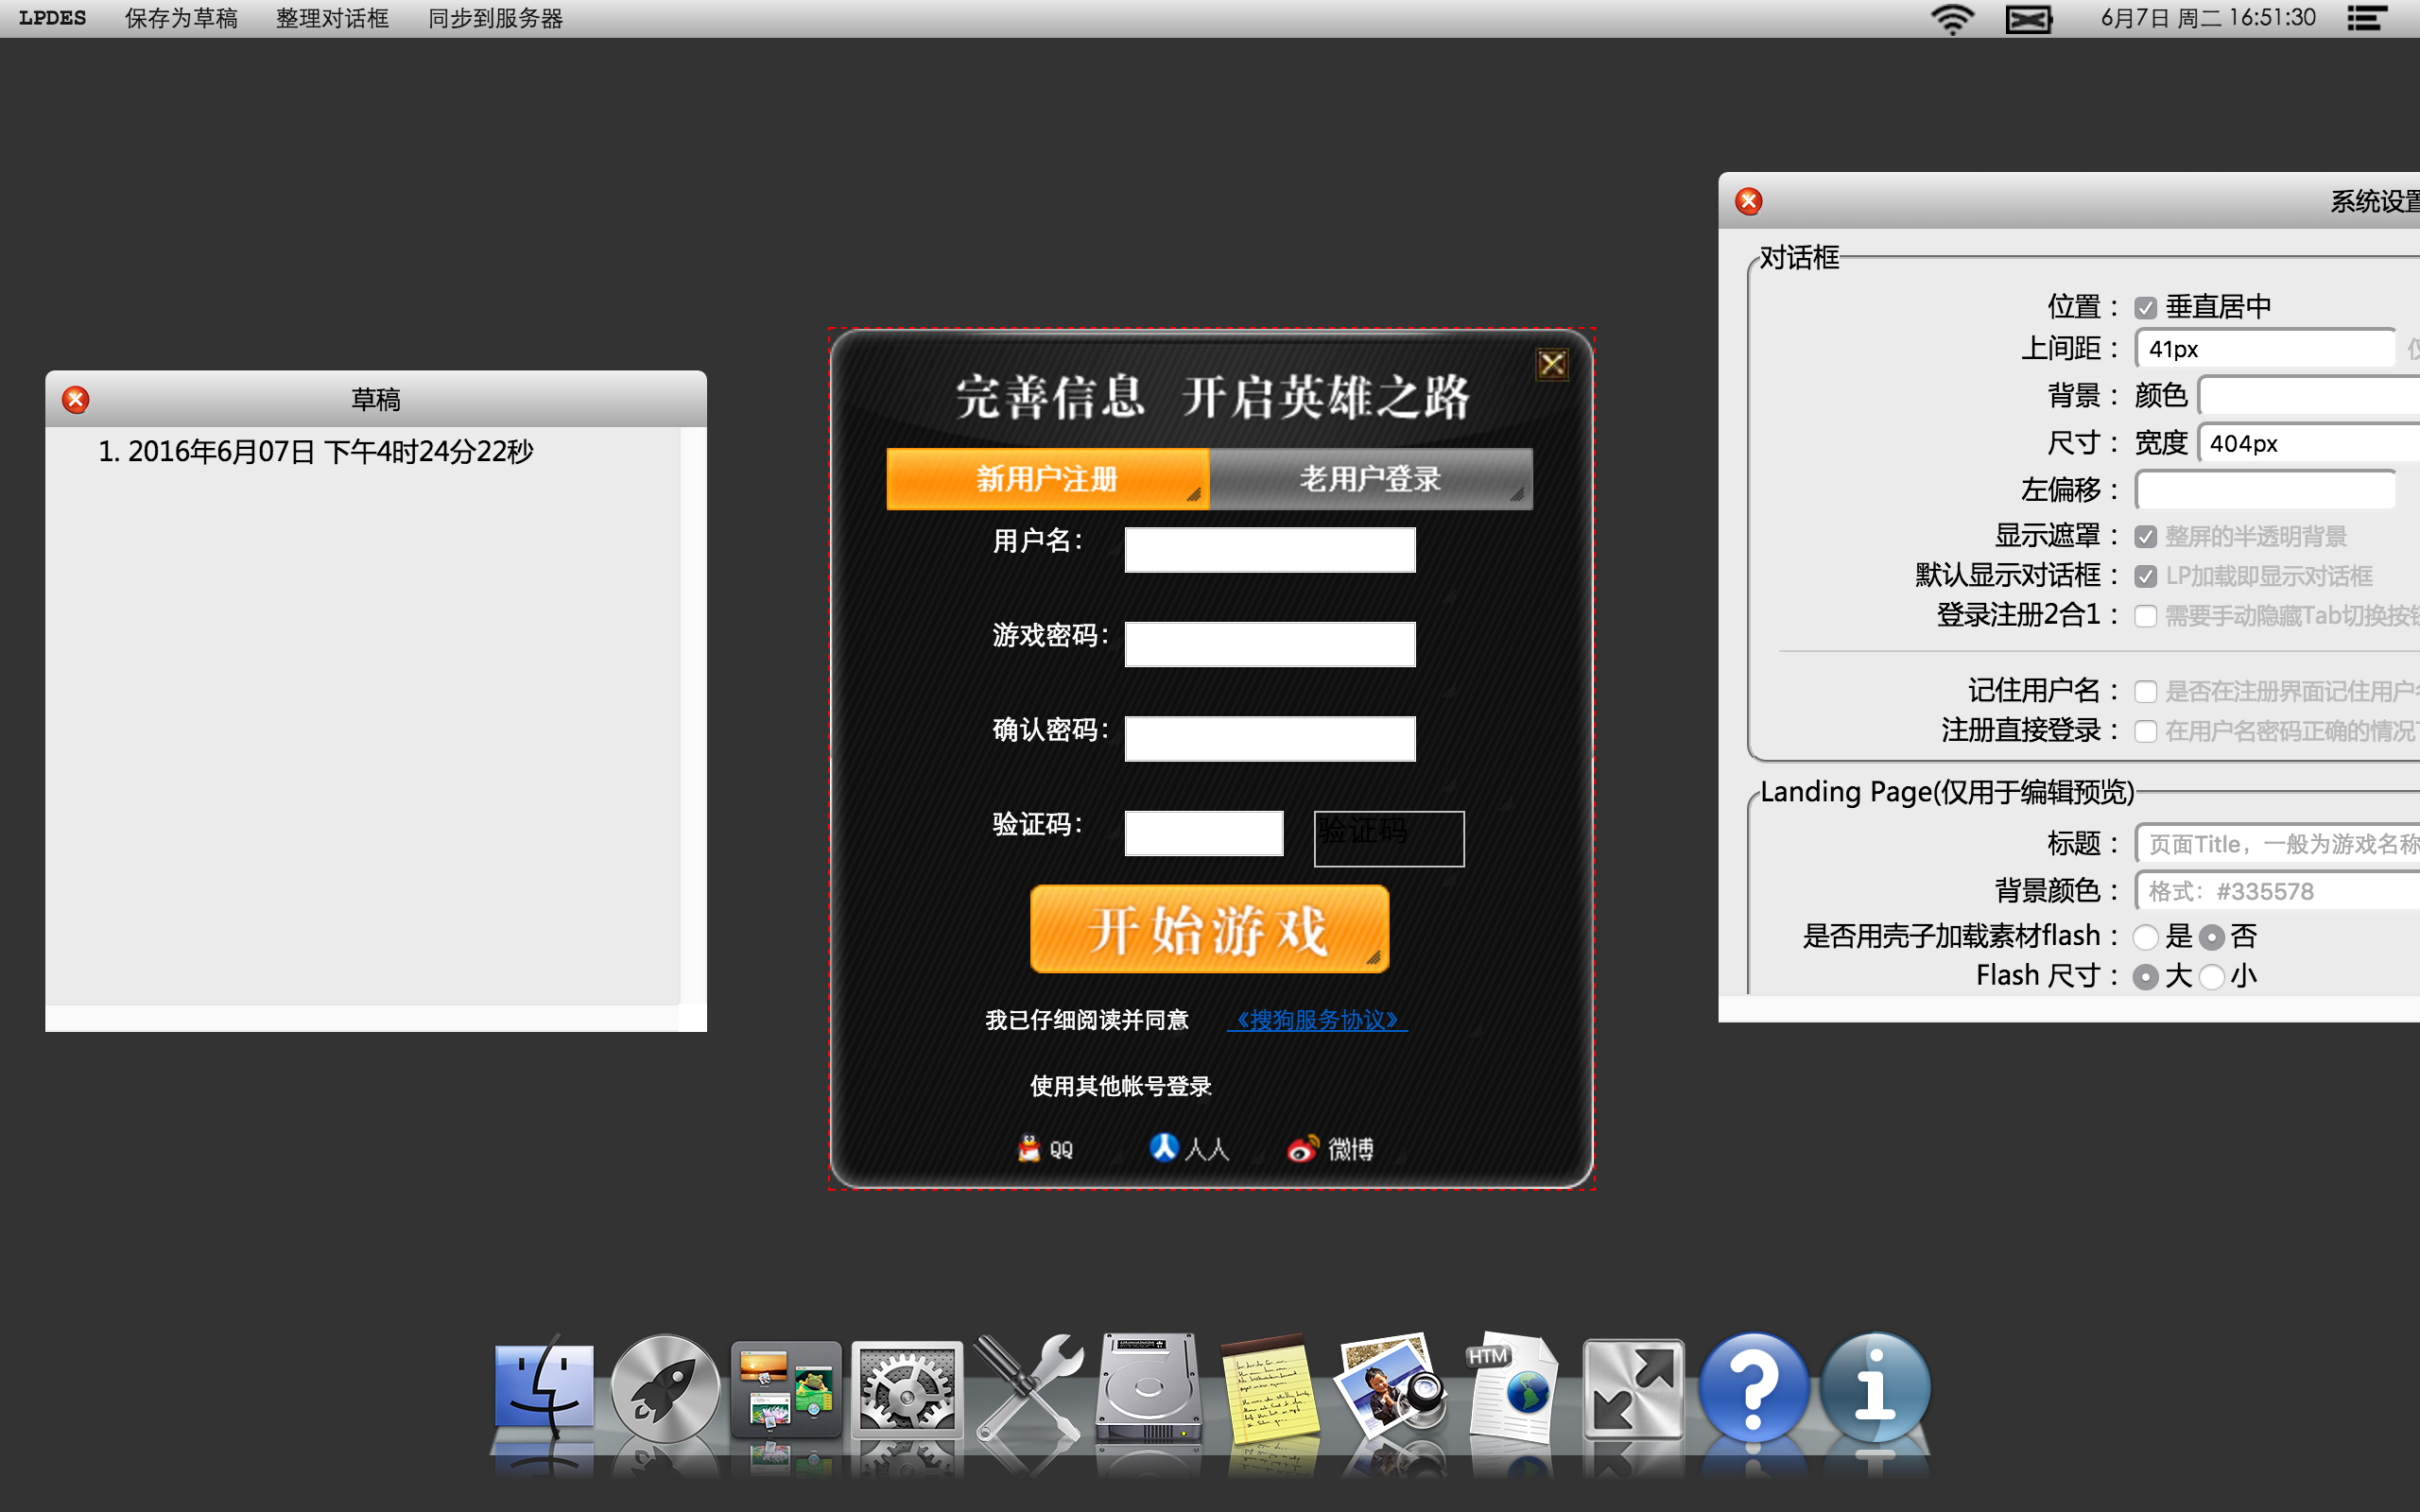 LPDES 保存为草稿 整理对话框 同步到服务器 6月7日 周二 16:51:30
草稿
1. 2016年6月07日 下午4时24分22秒
完善信息 开启英雄之路
新用户注册 老用户登录
用户名：
游戏密码：
确认密码：
验证码： 验证码
开始游戏
我已仔细阅读并同意 《搜狗服务协议》
使用其他帐号登录
QQ 人人 微博
系统设置
对话框
位置： 垂直居中
上间距： 41px 仅
背景： 颜色
尺寸： 宽度 404px
左偏移：
显示遮罩： 整屏的半透明背景
默认显示对话框： LP加载即显示对话框
登录注册2合1： 需要手动隐藏Tab切换按钮
记住用户名： 是否在注册界面记住用户名
注册直接登录： 在用户名密码正确的情况下
Landing Page(仅用于编辑预览)
标题： 页面Title，一般为游戏名称
背景颜色： 格式：#335578
是否用壳子加载素材flash： 是 否
Flash 尺寸： 大 小
HTM